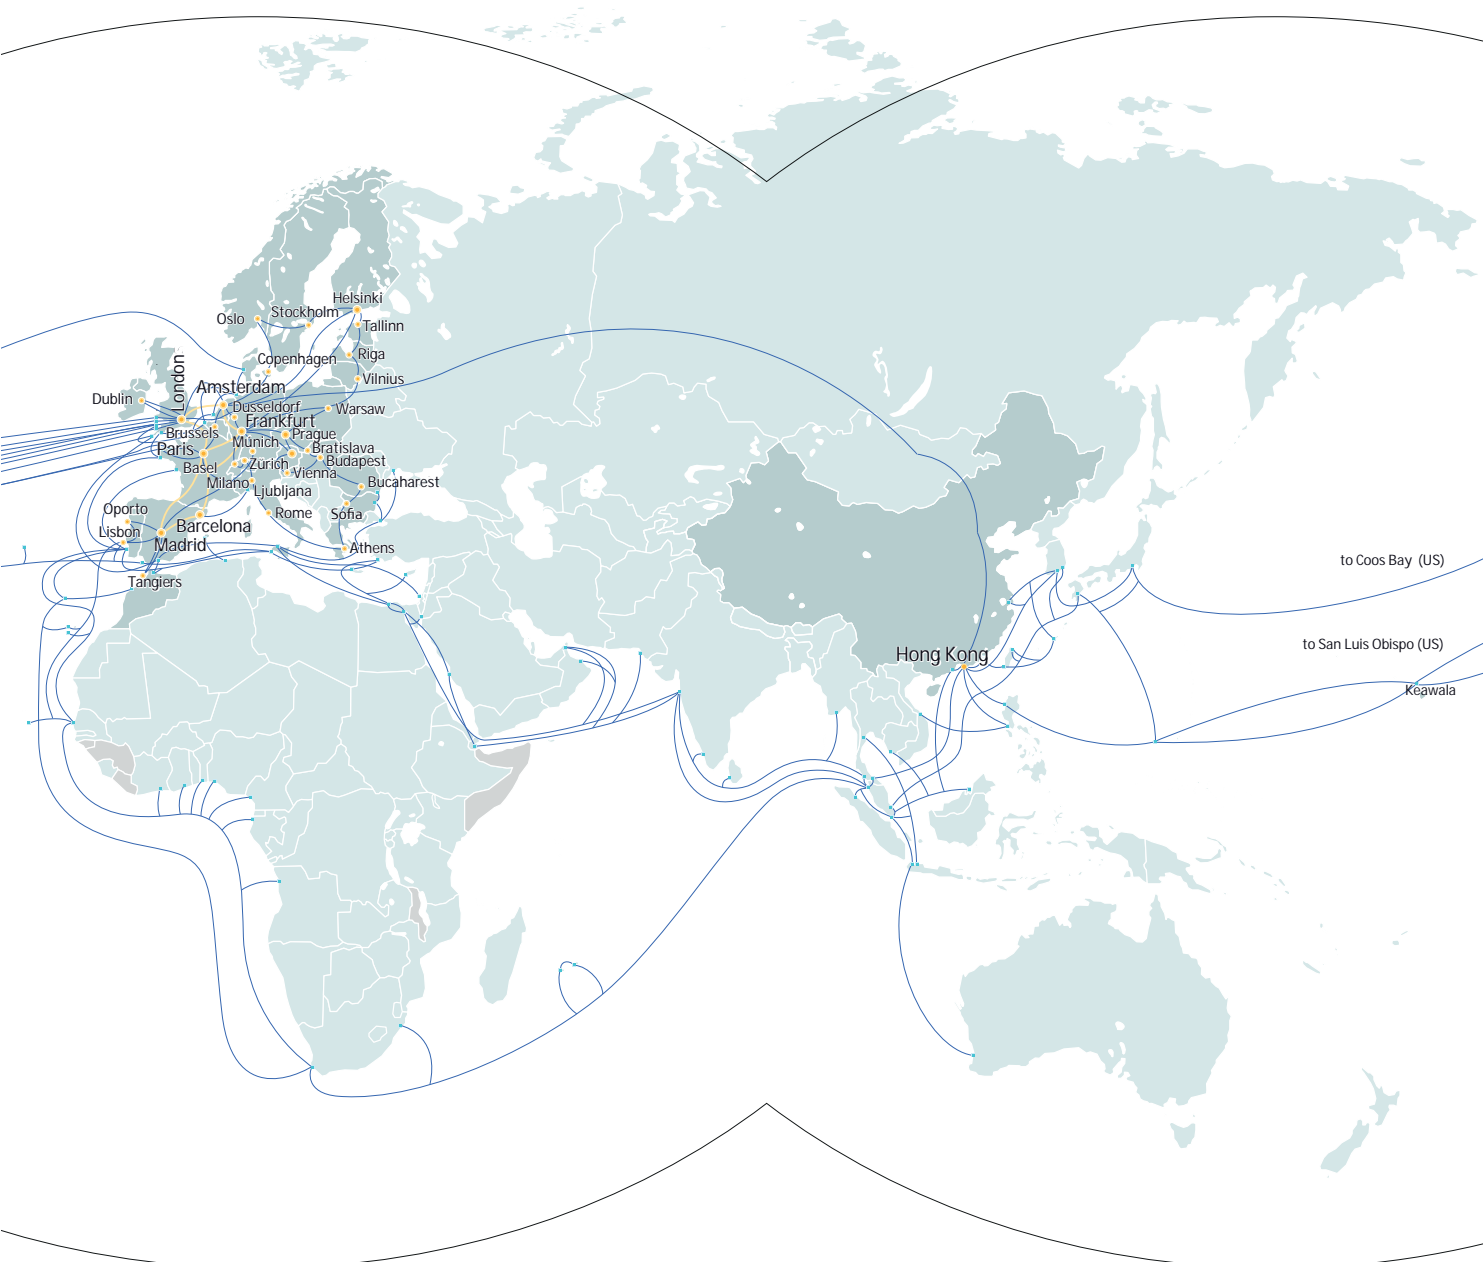 Helsinki
Stockholm
Oslo
Tallinn
Riga
Copenhagen
Vilnius
London
Amsterdam
Dublin
Dusseldorf
Warsaw
Frankfurt
Brussels
Prague
Munich
Paris
Bratislava
Budapest
Basel
Zurich
Vienna
Milano
Bucaharest
Ljubljana
Oporto
Rome
Sofia
Barcelona
Lisbon
Madrid
Athens
Tangiers
to Coos Bay (US)
to San Luis Obispo (US)
Hong Kong
Keawala